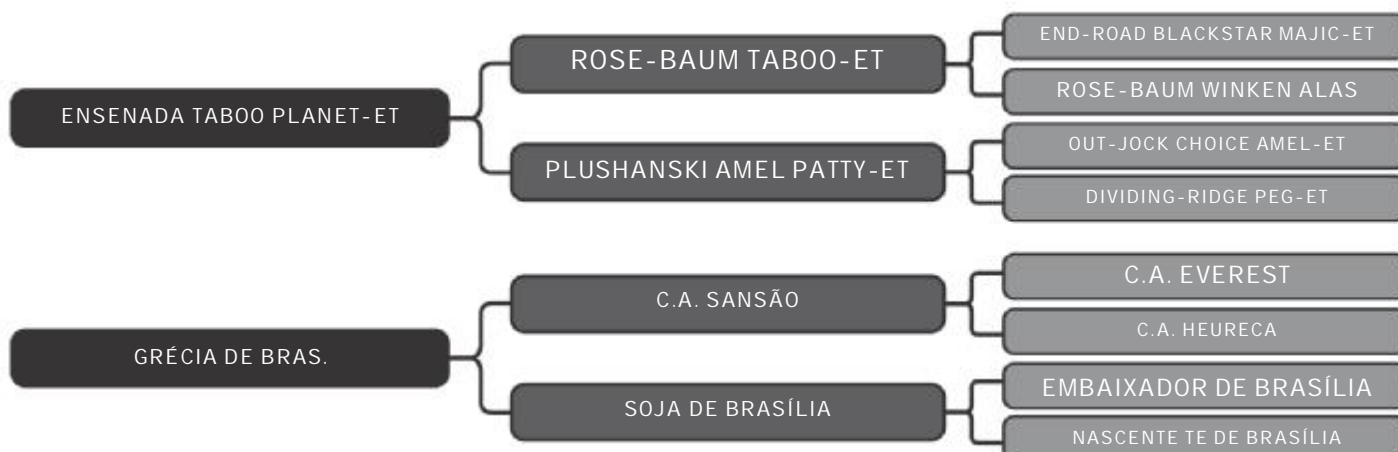 END-ROAD BLACKSTAR MAJIC-ET
ROSE-BAUM TABOO-ET
ROSE-BAUM WINKEN ALAS
ENSENADA TABOO PLANET-ET
OUT-JOCK CHOICE AMEL-ET
PLUSHANSKI AMEL PATTY-ET
DIVIDING-RIDGE PEG-ET
C.A. EVEREST
C.A. SANSÃO
C.A. HEURECA
GRÉCIA DE BRAS.
EMBAIXADOR DE BRASÍLIA
SOJA DE BRASÍLIA
NASCENTE TE DE BRASÍLIA